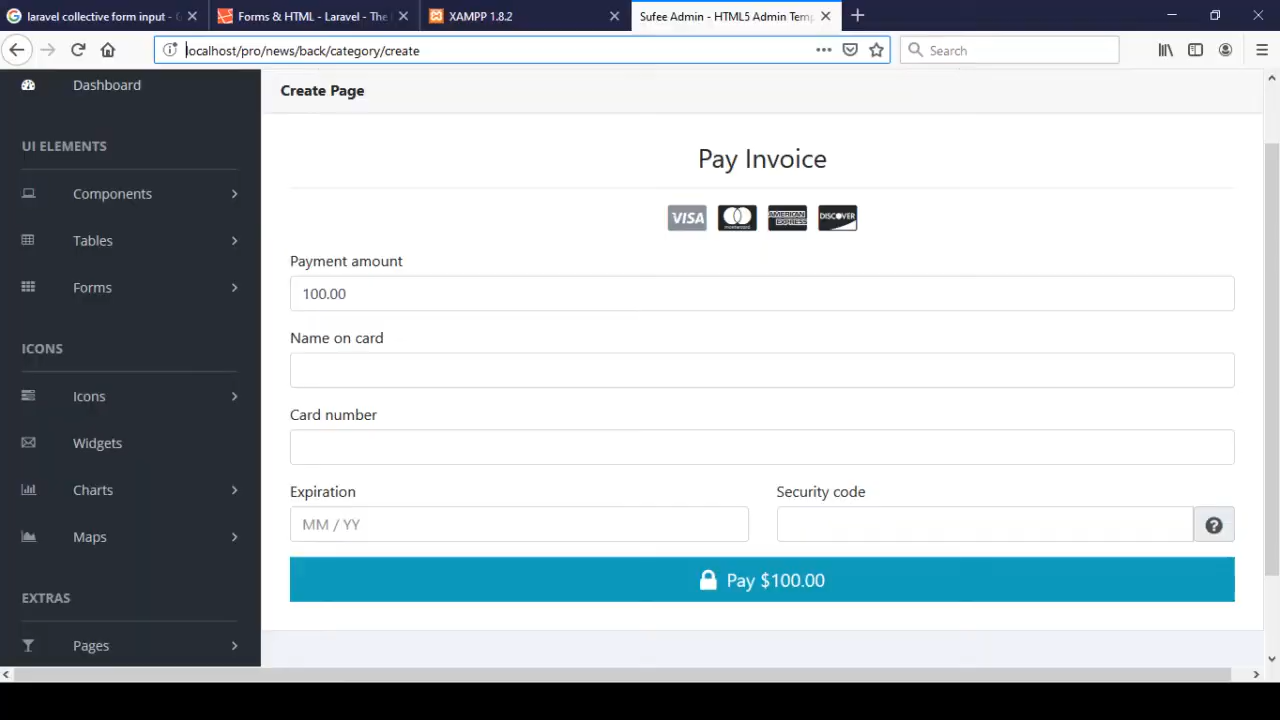 laravel collective form input - G
Forms & HTML - Laravel - The
XAMPP 1.8.2
Sufee Admin - HTML5 Admin Temp
localhost/pro/news/back/category/create
Search
Dashboard
UI ELEMENTS
Components
Tables
Forms
ICONS
Icons
Widgets
Charts
Maps
EXTRAS
Pages
Create Page
Pay Invoice
VISA
mastercard
AMERICAN EXPRESS
DISCOVER
Payment amount
100.00
Name on card
Card number
Expiration
Security code
MM / YY
Pay $100.00